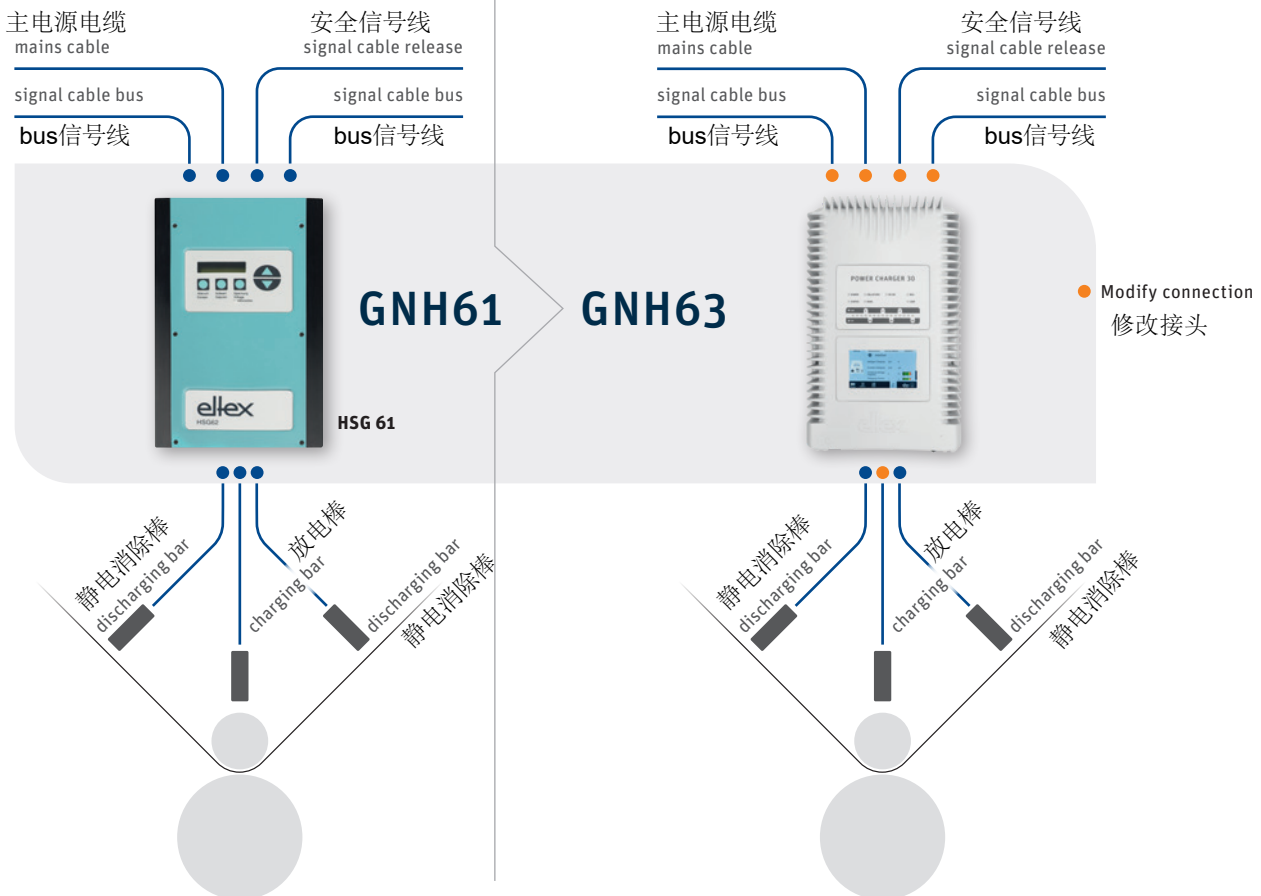 主电源电缆
mains cable
安全信号线
signal cable release
signal cable bus
bus信号线
signal cable bus
bus信号线
eltex
HSG62
HSG 61
GNH61
静电消除棒
discharging bar
放电棒
charging bar
discharging bar
静电消除棒
主电源电缆
mains cable
安全信号线
signal cable release
signal cable bus
bus信号线
signal cable bus
bus信号线
GNH63
POWER CHARGER 30
eltex
Modify connection
修改接头
静电消除棒
discharging bar
放电棒
charging bar
discharging bar
静电消除棒